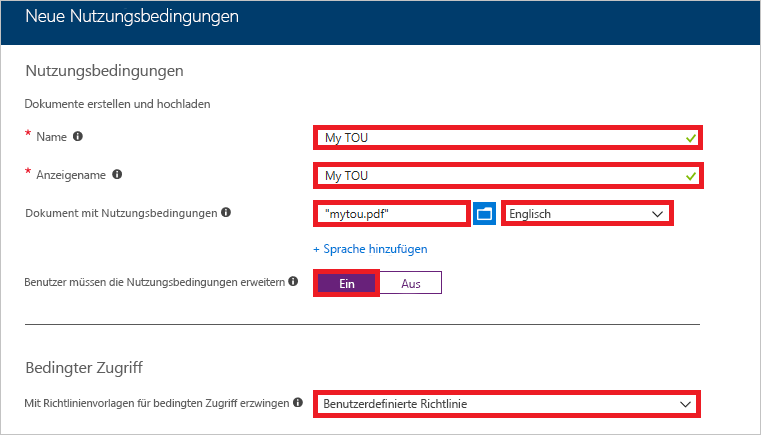 Neue Nutzungsbedingungen
Nutzungsbedingungen
Dokumente erstellen und hochladen
* Name
My TOU
* Anzeigename
My TOU
Dokument mit Nutzungsbedingungen
"mytou.pdf"
Englisch
+ Sprache hinzufügen
Benutzer müssen die Nutzungsbedingungen erweitern
Ein
Aus
Bedingter Zugriff
Mit Richtlinienvorlagen für bedingten Zugriff erzwingen
Benutzerdefinierte Richtlinie